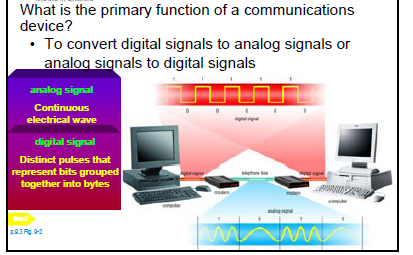 What is the primary function of a communications
device?
• To convert digital signals to analog signals or
analog signals to digital signals
analog signal
Continuous
electrical wave
digital signal
Distinct pulses that
represent bits grouped
together into bytes
digital signal
digital signal
telephone line
digital signal
modem
modem
computer
computer
analog signal
Next
p.9.3 Fig. 9-2